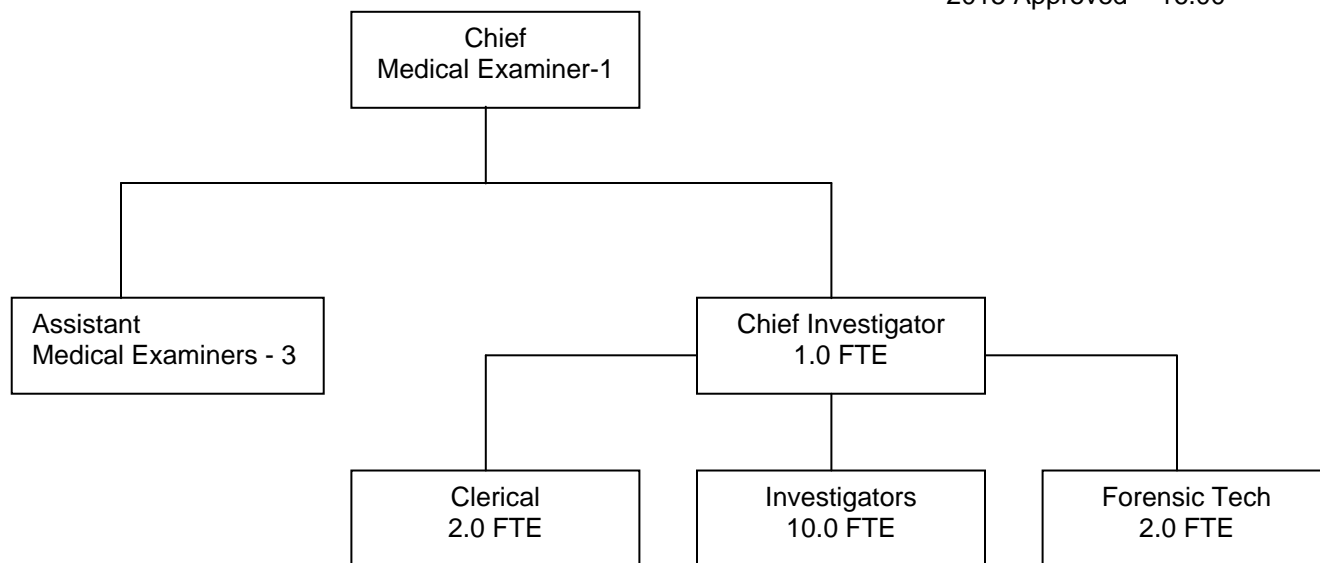 Chief
Medical Examiner-1
Assistant
Medical Examiners - 3
Chief Investigator
1.0 FTE
Clerical
2.0 FTE
Investigators
10.0 FTE
Forensic Tech
2.0 FTE